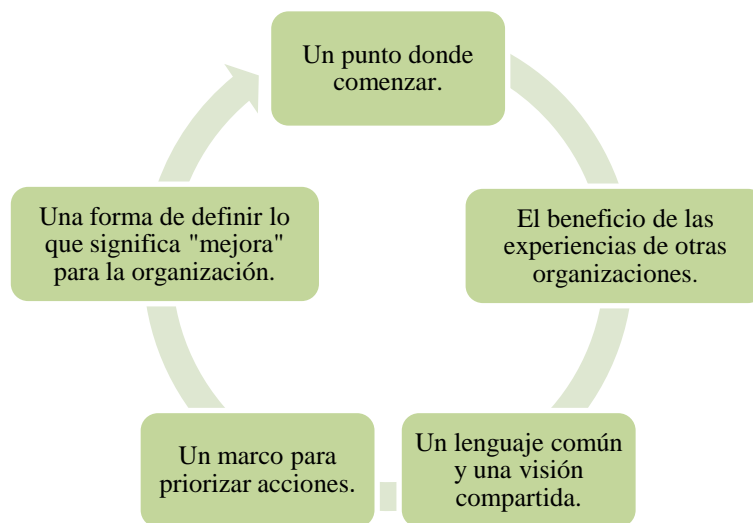 Un punto donde
comenzar.
El beneficio de las
experiencias de otras
organizaciones.
Un lenguaje común
y una visión
compartida.
Un marco para
priorizar acciones.
Una forma de definir lo
que significa "mejora"
para la organización.